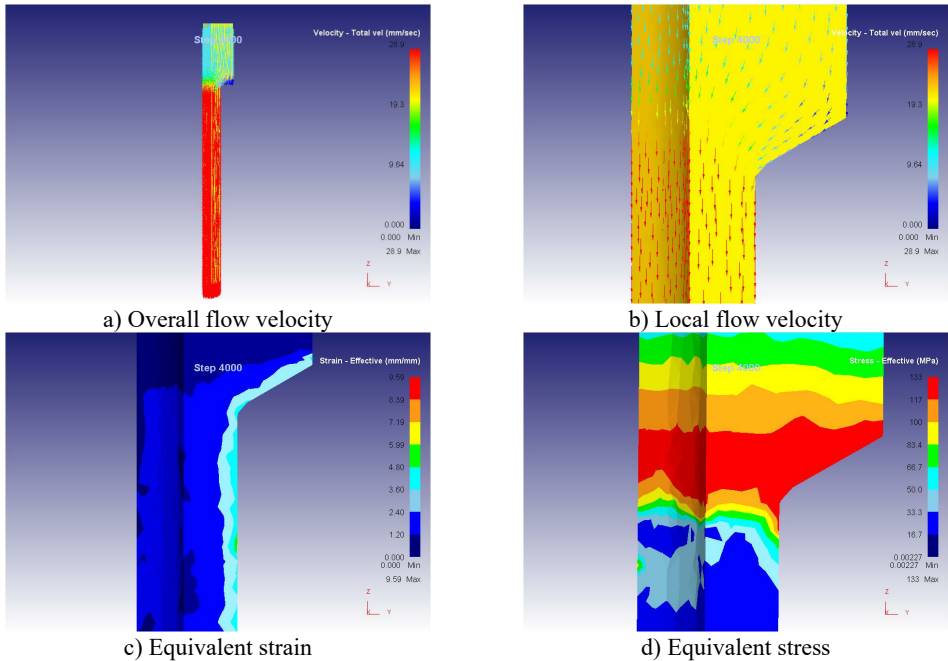 Velocity - Total vel (mm/sec)
Step 4000
28.9
19.3
9.64
0.000
0.000 Min
28.9 Max
Z
X Y
a) Overall flow velocity
Velocity - Total vel (mm/sec)
Step 4000
28.9
19.3
9.64
0.000
0.000 Min
28.9 Max
Z
X Y
b) Local flow velocity
Strain - Effective (mm/mm)
Step 4000
9.59
8.39
7.19
5.99
4.80
3.60
2.40
1.20
0.000
0.000 Min
9.59 Max
Z
X Y
c) Equivalent strain
Stress - Effective (MPa)
Step 4000
133
117
100
83.4
66.7
50.0
33.3
16.7
0.00227
0.00227 Min
133 Max
Z
X Y
d) Equivalent stress